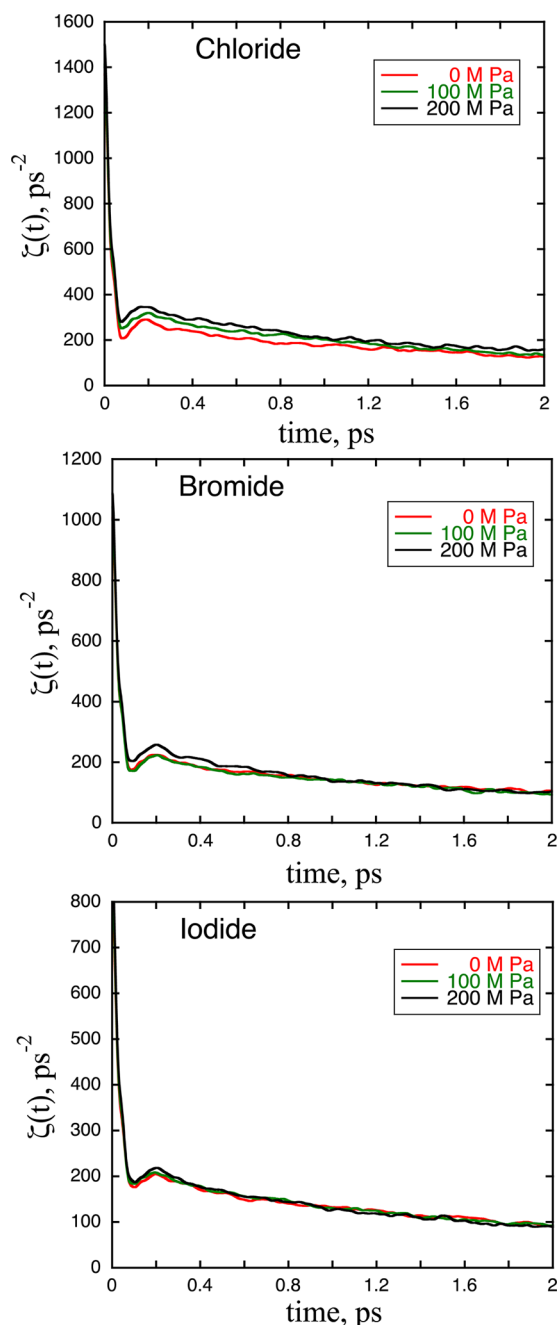 Chloride
0 M Pa
100 M Pa
200 M Pa
ζ(t), ps-2
1600
1400
1200
1000
800
600
400
200
0
0 0.4 0.8 1.2 1.6 2
time, ps
Bromide
0 M Pa
100 M Pa
200 M Pa
ζ(t), ps-2
1200
1000
800
600
400
200
0
0 0.4 0.8 1.2 1.6 2
time, ps
Iodide
0 M Pa
100 M Pa
200 M Pa
ζ(t), ps-2
800
700
600
500
400
300
200
100
0
0 0.4 0.8 1.2 1.6 2
time, ps